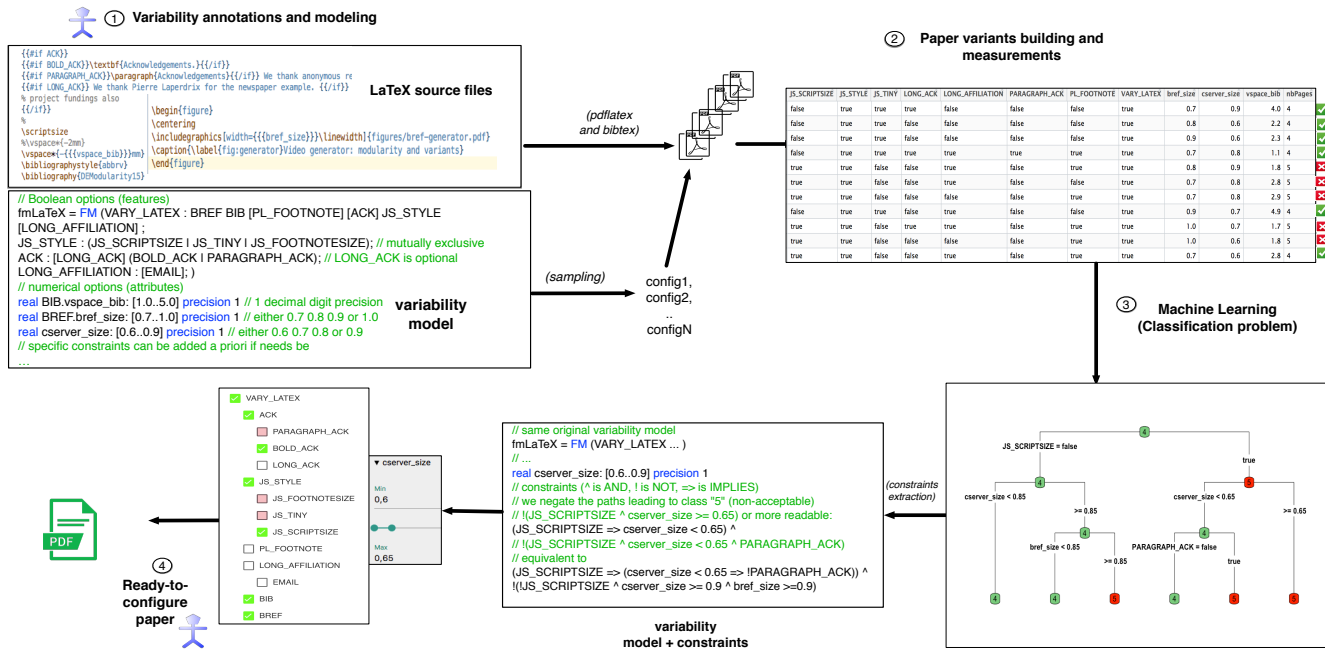 1 Variability annotations and modeling
{{#if ACK}}
{{#if BOLD_ACK}}\textbf{Acknowledgements.}{{/if}}
{{#if PARAGRAPH_ACK}}\paragraph{Acknowledgements}{{/if}} We thank anonymous re
{{#if LONG_ACK}} We thank Pierre Laperdrix for the newspaper example. {{/if}}
% project fundings also
{{/if}}
%
\scriptsize
%\vspace*{-2mm}
\vspace*{-{{{vspace_bib}}}mm}
\bibliographystyle{abbrv}
\bibliography{DEModularity15}
LaTeX source files
\begin{figure}
\centering
\includegraphics[width={{{bref_size}}}\linewidth]{figures/bref-generator.pdf}
\caption{\label{fig:generator}Video generator: modularity and variants}
\end{figure}
// Boolean options (features)
fmLaTeX = FM (VARY_LATEX : BREF BIB [PL_FOOTNOTE] [ACK] JS_STYLE
[LONG_AFFILIATION] ;
JS_STYLE : (JS_SCRIPTSIZE | JS_TINY | JS_FOOTNOTESIZE); // mutually exclusive
ACK : [LONG_ACK] (BOLD_ACK | PARAGRAPH_ACK); // LONG_ACK is optional
LONG_AFFILIATION : [EMAIL]; )
// numerical options (attributes)
real BIB.vspace_bib: [1.0..5.0] precision 1 // 1 decimal digit precision
real BREF.bref_size: [0.7..1.0] precision 1 // either 0.7 0.8 0.9 or 1.0
real cserver_size: [0.6..0.9] precision 1 // either 0.6 0.7 0.8 or 0.9
// specific constraints can be added a priori if needs be
...
variability
model
(pdflatex
and bibtex)
(sampling)
config1,
config2,
..
configN
2 Paper variants building and
measurements
JS_SCRIPTSIZE JS_STYLE JS_TINY LONG_ACK LONG_AFFILIATION PARAGRAPH_ACK PL_FOOTNOTE VARY_LATEX bref_size cserver_size vspace_bib nbPages
false true true true false false false true 0.7 0.9 4.0 4
false true true false false false false true 0.8 0.6 2.2 4
false true true false false false false true 0.9 0.6 2.3 4
false true true true true true false true 0.7 0.8 1.1 4
true true false false true false false true 0.8 0.9 1.8 5
true true false false true false false true 0.7 0.8 2.8 5
true true false false false false true true 0.7 0.8 2.9 5
false true true true false false false true 0.9 0.7 4.9 4
true true false true true false true true 1.0 0.7 1.7 5
true true false false false false true true 1.0 0.6 1.8 5
true true false false true false true true 0.7 0.6 2.8 4
3 Machine Learning
(Classification problem)
4
JS_SCRIPTSIZE = false
true
4
5
cserver_size < 0.85
>= 0.85
cserver_size < 0.65
>= 0.65
4
4
bref_size < 0.85
>= 0.85
PARAGRAPH_ACK = false
true
4
4
5
4
5
5
(constraints
extraction)
// same original variability model
fmLaTeX = FM (VARY_LATEX ... )
// ...
real cserver_size: [0.6..0.9] precision 1
// constraints (^ is AND, ! is NOT, => is IMPLIES)
// we negate the paths leading to class "5" (non-acceptable)
// !(JS_SCRIPTSIZE ^ cserver_size >= 0.65) or more readable:
(JS_SCRIPTSIZE => cserver_size < 0.65) ^
// !(JS_SCRIPTSIZE ^ cserver_size < 0.65 ^ PARAGRAPH_ACK)
// equivalent to
(JS_SCRIPTSIZE => (cserver_size < 0.65 => !PARAGRAPH_ACK)) ^
!(!JS_SCRIPTSIZE ^ cserver_size >= 0.9 ^ bref_size >=0.9)
variability
model + constraints
VARY_LATEX
ACK
PARAGRAPH_ACK
BOLD_ACK
LONG_ACK
JS_STYLE
JS_FOOTNOTESIZE
JS_TINY
JS_SCRIPTSIZE
PL_FOOTNOTE
LONG_AFFILIATION
EMAIL
BIB
BREF
▼ cserver_size
Min
0,6
Max
0,65
PDF
4
Ready-to-
configure
paper